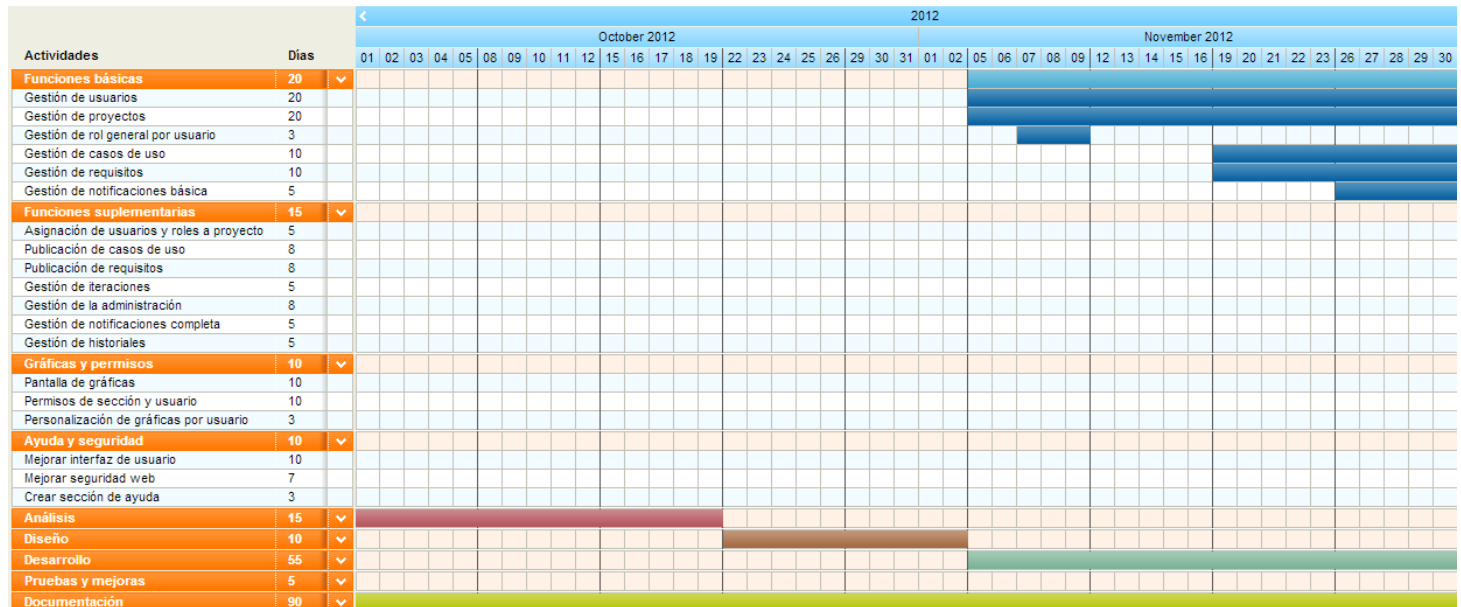 2012
October 2012 November 2012
Actividades Días 01 02 03 04 05 08 09 10 11 12 15 16 17 18 19 22 23 24 25 26 29 30 31 01 02 05 06 07 08 09 12 13 14 15 16 19 20 21 22 23 26 27 28 29 30
Funciones básicas 20
Gestión de usuarios 20
Gestión de proyectos 20
Gestión de rol general por usuario 3
Gestión de casos de uso 10
Gestión de requisitos 10
Gestión de notificaciones básica 5
Funciones suplementarias 15
Asignación de usuarios y roles a proyecto 5
Publicación de casos de uso 8
Publicación de requisitos 8
Gestión de iteraciones 5
Gestión de la administración 8
Gestión de notificaciones completa 5
Gestión de historiales 5
Gráficas y permisos 10
Pantalla de gráficas 10
Permisos de sección y usuario 10
Personalización de gráficas por usuario 3
Ayuda y seguridad 10
Mejorar interfaz de usuario 10
Mejorar seguridad web 7
Crear sección de ayuda 3
Análisis 15
Diseño 10
Desarrollo 55
Pruebas y mejoras 5
Documentación 90